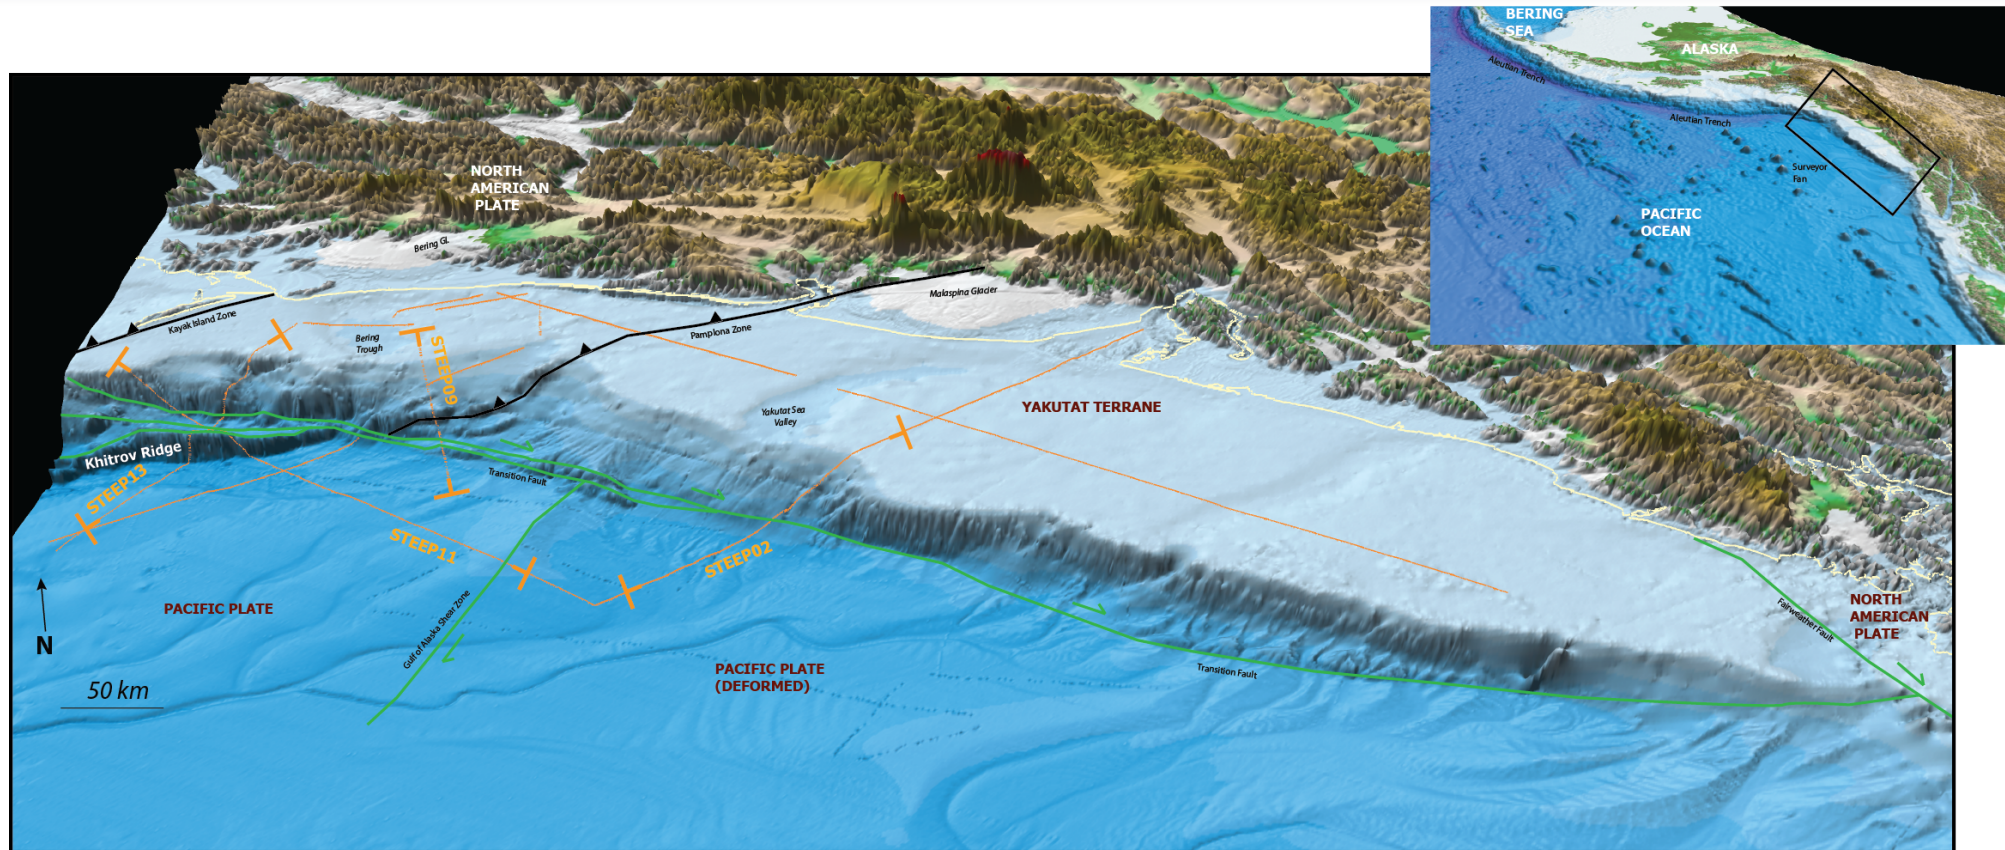 BERING
SEA
ALASKA
Aleutian Trench
Aleutian Trench
Surveyor
Fan
PACIFIC
OCEAN
NORTH
AMERICAN
PLATE
Bering GL
Malaspina Glacier
Kayak Island Zone
Bering
Trough
Pamplona Zone
STEEP09
Yakutat Sea
Valley
YAKUTAT TERRANE
Khitrov Ridge
STEEP13
Transition Fault
STEEP11
STEEP02
Gulf of Alaska Shear Zone
PACIFIC PLATE
N
50 km
PACIFIC PLATE
(DEFORMED)
Transition Fault
Fairweather Fault
NORTH
AMERICAN
PLATE